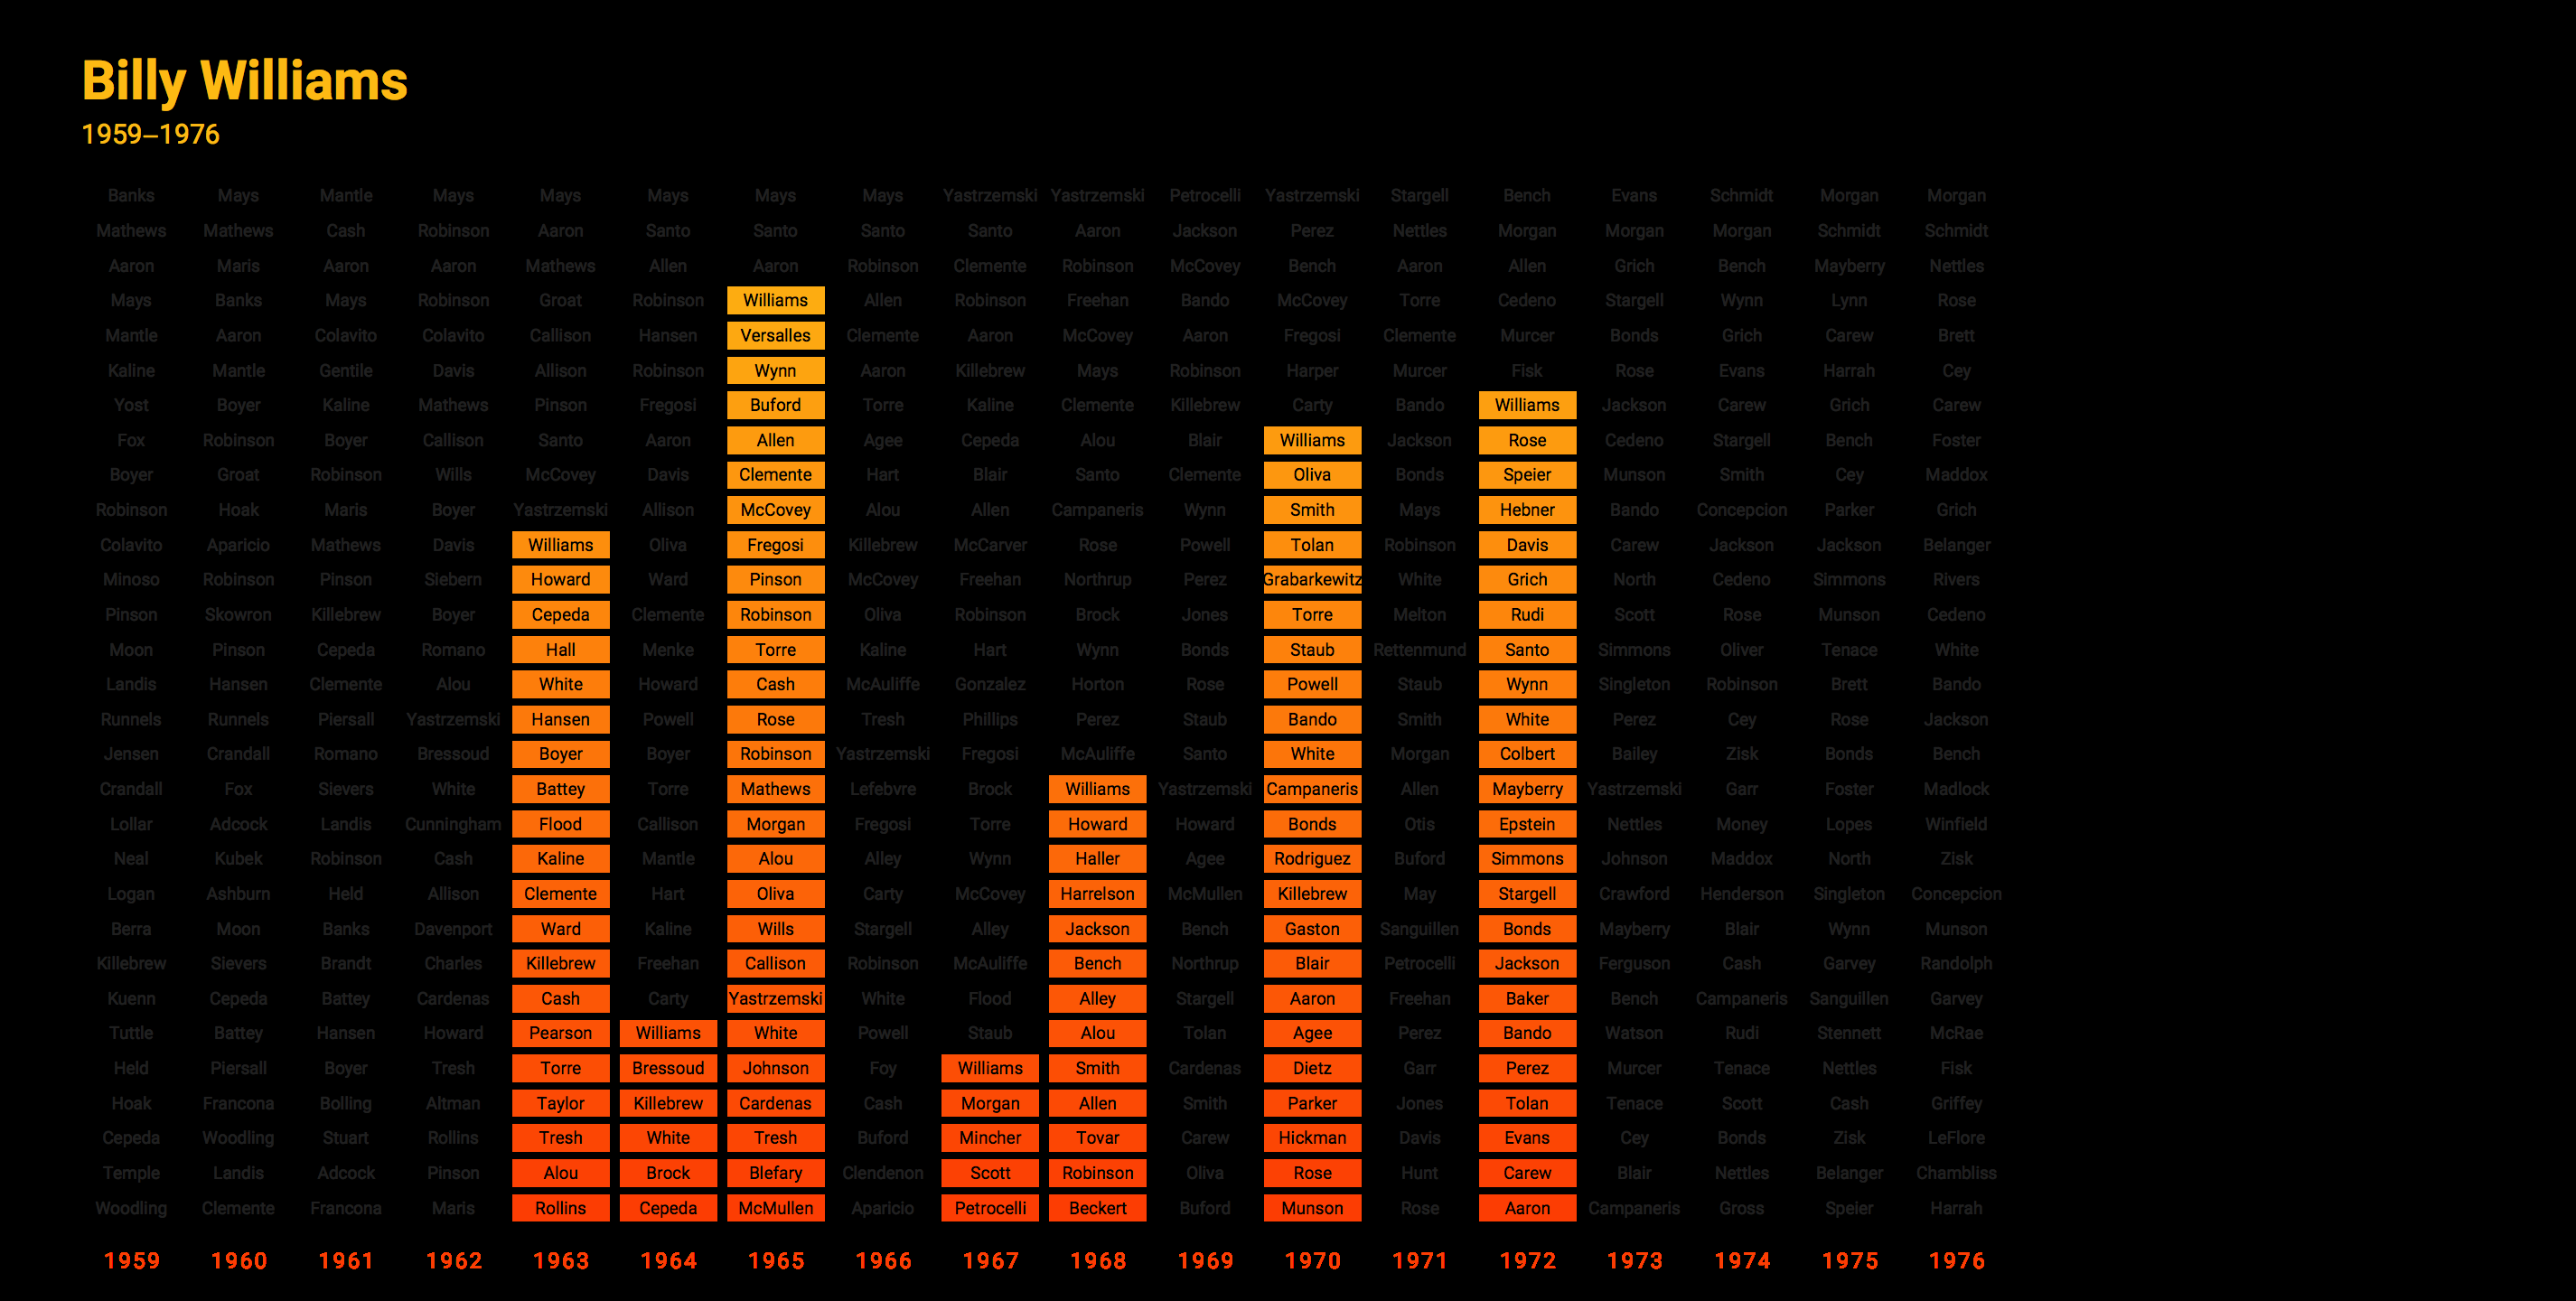 Billy Williams
1959–1976
Banks Mays Mantle Mays Mays Mays Mays Mays Yastrzemski Yastrzemski Petrocelli Yastrzemski Stargell Bench Evans Schmidt Morgan Morgan
Mathews Mathews Cash Robinson Aaron Santo Santo Santo Santo Aaron Jackson Perez Nettles Morgan Morgan Morgan Schmidt Schmidt
Aaron Maris Aaron Aaron Mathews Allen Aaron Robinson Clemente Robinson McCovey Bench Aaron Allen Grich Bench Mayberry Nettles
Mays Banks Mays Robinson Groat Robinson Williams Allen Robinson Freehan Bando McCovey Torre Cedeno Stargell Wynn Lynn Rose
Mantle Aaron Colavito Colavito Callison Hansen Versalles Clemente Aaron McCovey Aaron Fregosi Clemente Murcer Bonds Grich Carew Brett
Kaline Mantle Gentile Davis Allison Robinson Wynn Aaron Killebrew Mays Robinson Harper Murcer Fisk Rose Evans Harrah Cey
Yost Boyer Kaline Mathews Pinson Fregosi Buford Torre Kaline Clemente Killebrew Carty Bando Williams Jackson Carew Grich Carew
Fox Robinson Boyer Callison Santo Aaron Allen Agee Cepeda Alou Blair Williams Jackson Rose Cedeno Stargell Bench Foster
Boyer Groat Robinson Wills McCovey Davis Clemente Hart Blair Santo Clemente Oliva Bonds Speier Munson Smith Cey Maddox
Robinson Hoak Maris Boyer Yastrzemski Allison McCovey Alou Allen Campaneris Wynn Smith Mays Hebner Bando Concepcion Parker Grich
Colavito Aparicio Mathews Davis Williams Oliva Fregosi Killebrew McCarver Rose Powell Tolan Robinson Davis Carew Jackson Jackson Belanger
Minoso Robinson Pinson Siebern Howard Ward Pinson McCovey Freehan Northrup Perez Grabarkewitz White Grich North Cedeno Simmons Rivers
Pinson Skowron Killebrew Boyer Cepeda Clemente Robinson Oliva Robinson Brock Jones Torre Melton Rudi Scott Rose Munson Cedeno
Moon Pinson Cepeda Romano Hall Menke Torre Kaline Hart Wynn Bonds Staub Rettenmund Santo Simmons Oliver Tenace White
Landis Hansen Clemente Alou White Howard Cash McAuliffe Gonzalez Horton Rose Powell Staub Wynn Singleton Robinson Brett Bando
Runnels Runnels Piersall Yastrzemski Hansen Powell Rose Tresh Phillips Perez Staub Bando Smith White Perez Cey Rose Jackson
Jensen Crandall Romano Bressoud Boyer Boyer Robinson Yastrzemski Fregosi McAuliffe Santo White Morgan Colbert Bailey Zisk Bonds Bench
Crandall Fox Sievers White Battey Torre Mathews Lefebvre Brock Williams Yastrzemski Campaneris Allen Mayberry Yastrzemski Garr Foster Madlock
Lollar Adcock Landis Cunningham Flood Callison Morgan Fregosi Torre Howard Howard Bonds Otis Epstein Nettles Money Lopes Winfield
Neal Kubek Robinson Cash Kaline Mantle Alou Alley Wynn Haller Agee Rodriguez Buford Simmons Johnson Maddox North Zisk
Logan Ashburn Held Allison Clemente Hart Oliva Carty McCovey Harrelson McMullen Killebrew May Stargell Crawford Henderson Singleton Concepcion
Berra Moon Banks Davenport Ward Kaline Wills Stargell Alley Jackson Bench Gaston Sanguillen Bonds Mayberry Blair Wynn Munson
Killebrew Sievers Brandt Charles Killebrew Freehan Callison Robinson McAuliffe Bench Northrup Blair Petrocelli Jackson Ferguson Cash Garvey Randolph
Kuenn Cepeda Battey Cardenas Cash Carty Yastrzemski White Flood Alley Stargell Aaron Freehan Baker Bench Campaneris Sanguillen Garvey
Tuttle Battey Hansen Howard Pearson Williams White Powell Staub Alou Tolan Agee Perez Bando Watson Rudi Stennett McRae
Held Piersall Boyer Tresh Torre Bressoud Johnson Foy Williams Smith Cardenas Dietz Garr Perez Murcer Tenace Nettles Fisk
Hoak Francona Bolling Altman Taylor Killebrew Cardenas Cash Morgan Allen Smith Parker Jones Tolan Tenace Scott Cash Griffey
Cepeda Woodling Stuart Rollins Tresh White Tresh Buford Mincher Tovar Carew Hickman Davis Evans Cey Bonds Zisk LeFlore
Temple Landis Adcock Pinson Alou Brock Blefary Clendenon Scott Robinson Oliva Rose Hunt Carew Blair Nettles Belanger Chambliss
Woodling Clemente Francona Maris Rollins Cepeda McMullen Aparicio Petrocelli Beckert Buford Munson Rose Aaron Campaneris Gross Speier Harrah
1959 1960 1961 1962 1963 1964 1965 1966 1967 1968 1969 1970 1971 1972 1973 1974 1975 1976